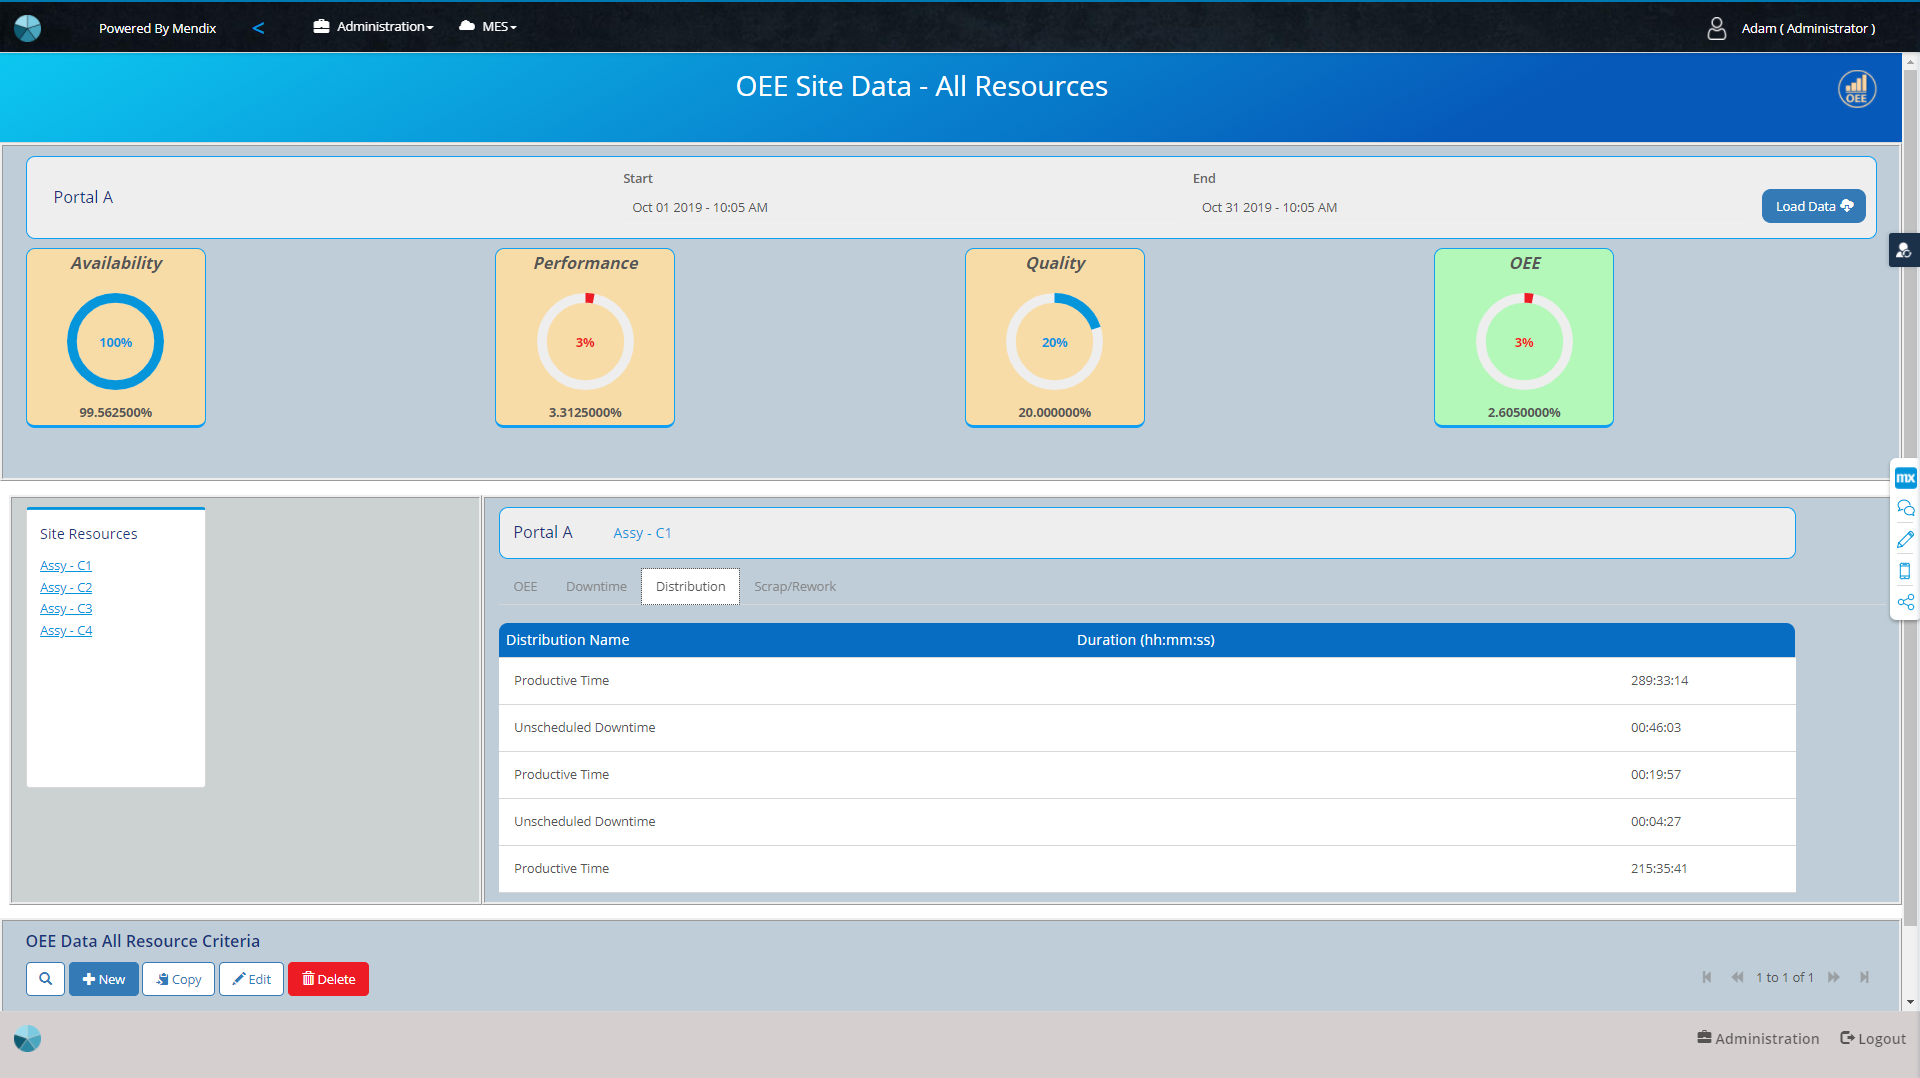 Powered By Mendix < Administration MES Adam ( Administrator )
OEE Site Data - All Resources
OEE
Portal A
Start
Oct 01 2019 - 10:05 AM
End
Oct 31 2019 - 10:05 AM
Load Data
Availability
100%
99.562500%
Performance
3%
3.3125000%
Quality
20%
20.000000%
OEE
3%
2.6050000%
mx
Site Resources
Assy - C1
Assy - C2
Assy - C3
Assy - C4
Portal A Assy - C1
OEE Downtime Distribution Scrap/Rework
Distribution Name Duration (hh:mm:ss)
Productive Time 289:33:14
Unscheduled Downtime 00:46:03
Productive Time 00:19:57
Unscheduled Downtime 00:04:27
Productive Time 215:35:41
OEE Data All Resource Criteria
New Copy Edit Delete
1 to 1 of 1
Administration Logout